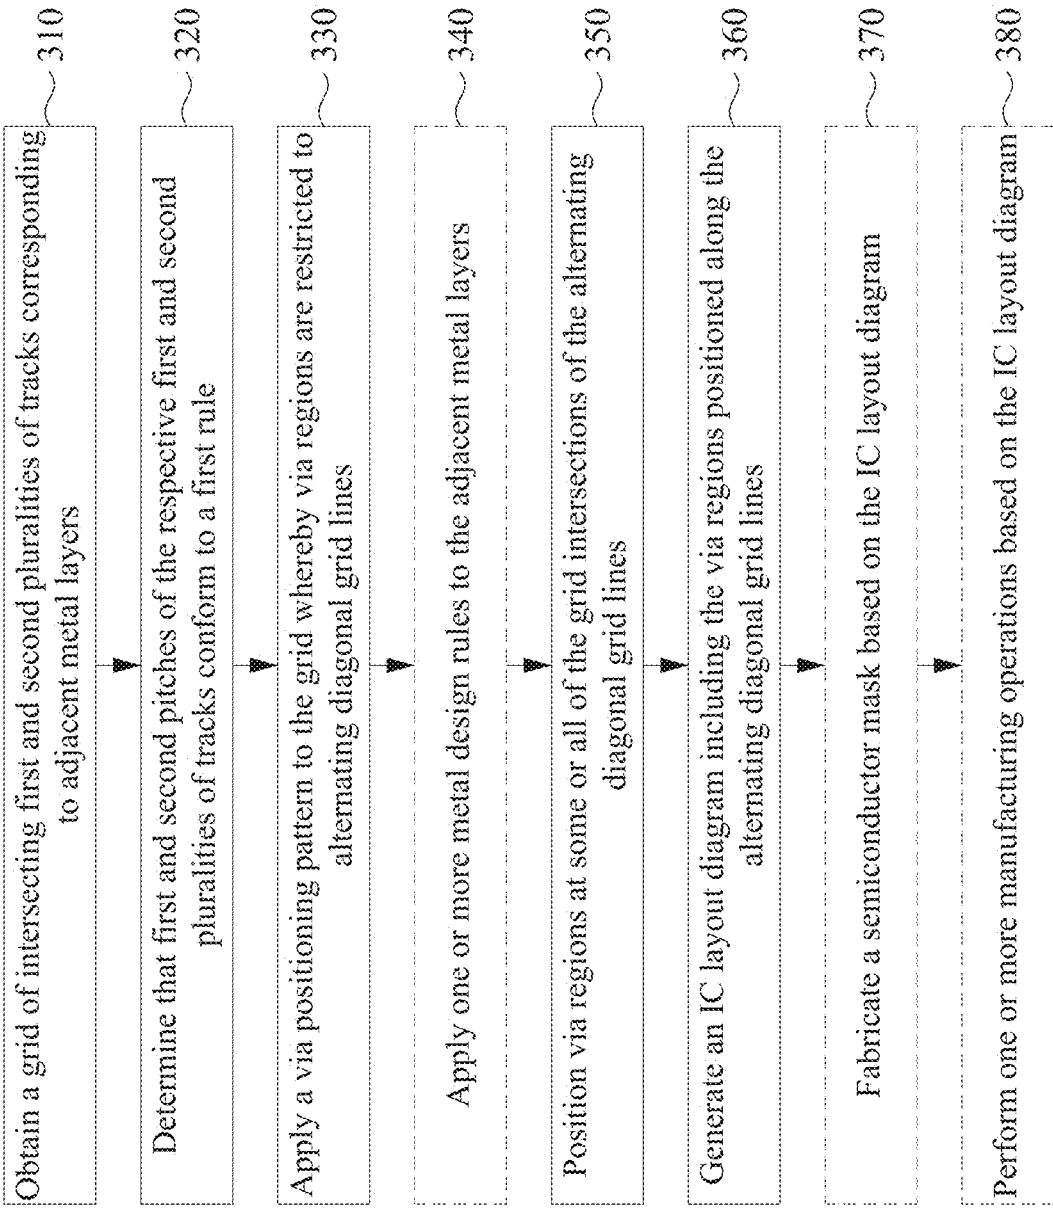 Obtain a grid of intersecting first and second pluralities of tracks corresponding
to adjacent metal layers
310
Determine that first and second pitches of the respective first and second
pluralities of tracks conform to a first rule
320
Apply a via positioning pattern to the grid whereby via regions are restricted to
alternating diagonal grid lines
330
Apply one or more metal design rules to the adjacent metal layers
340
Position via regions at some or all of the grid intersections of the alternating
diagonal grid lines
350
Generate an IC layout diagram including the via regions positioned along the
alternating diagonal grid lines
360
Fabricate a semiconductor mask based on the IC layout diagram
370
Perform one or more manufacturing operations based on the IC layout diagram
380